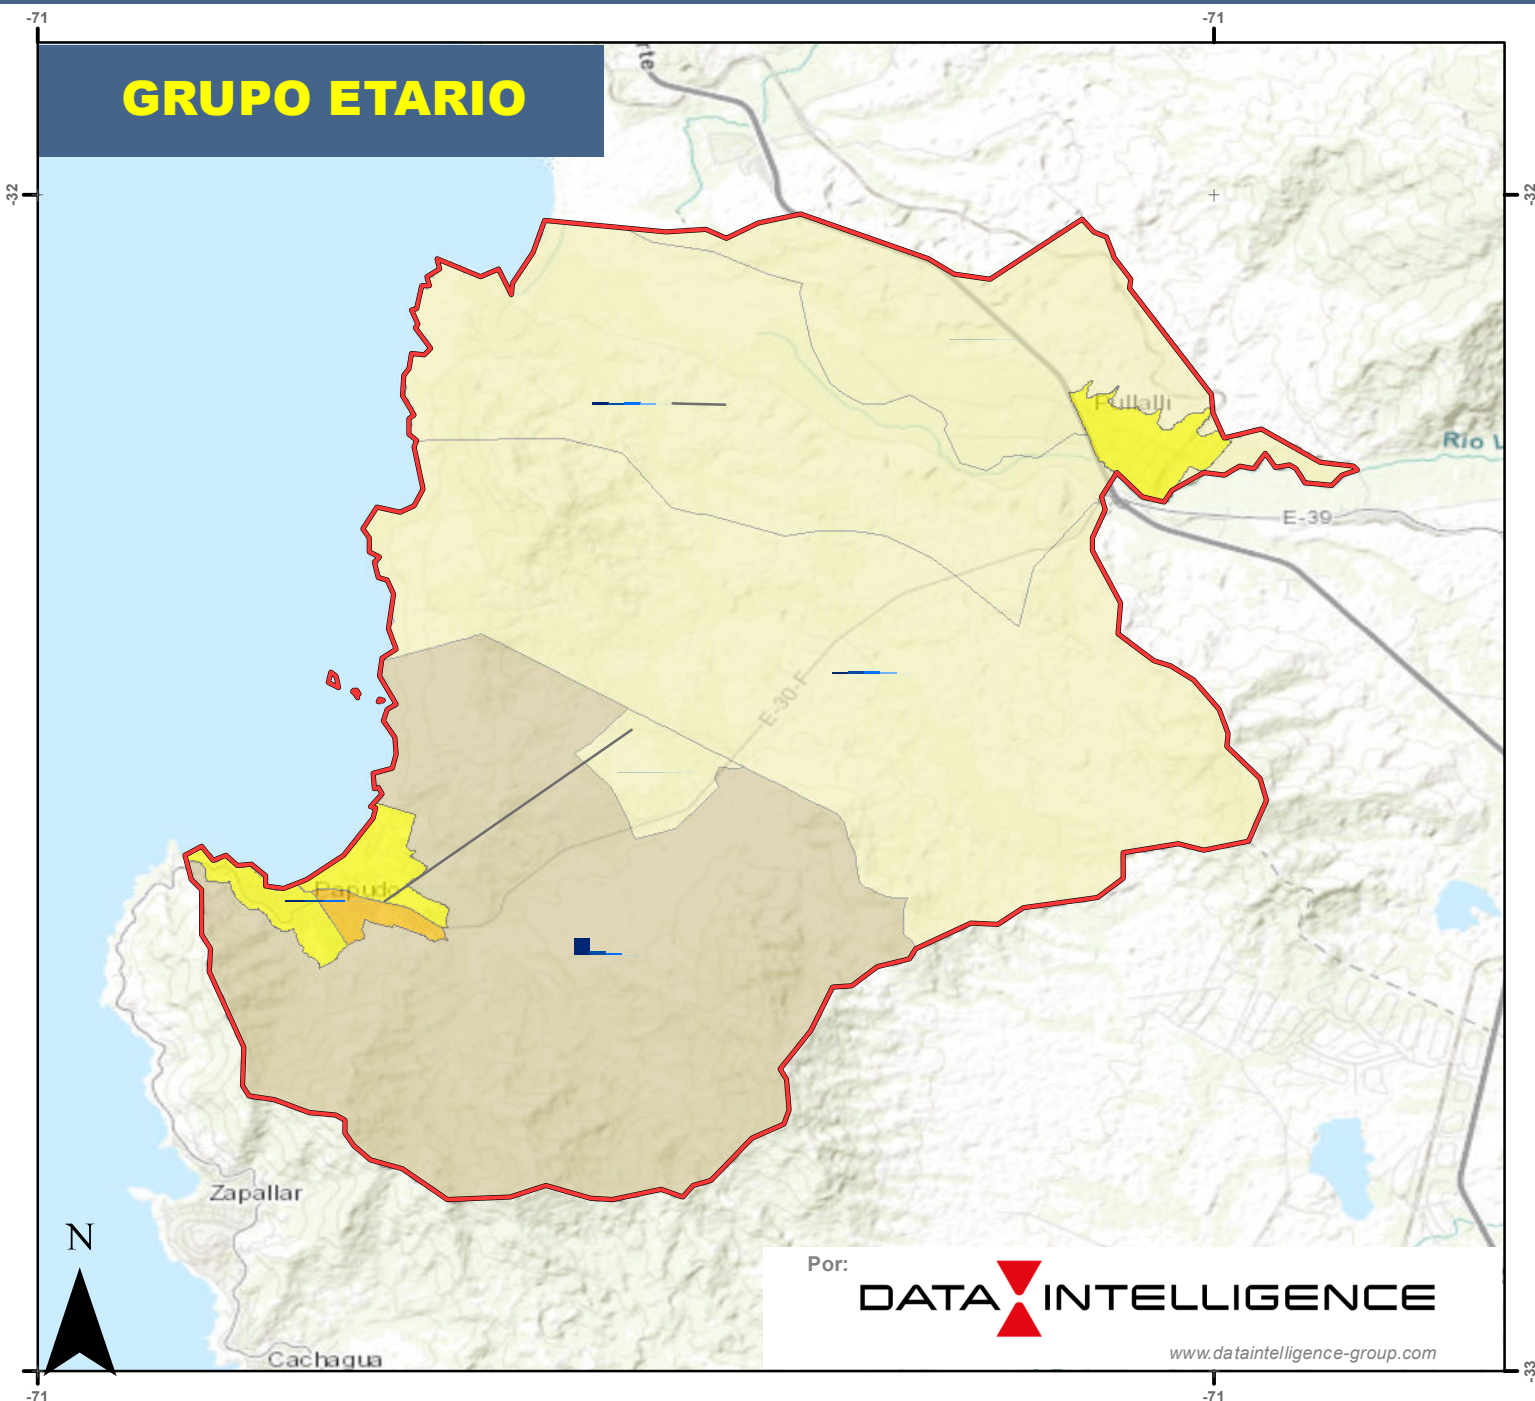 -71
-71
GRUPO ETARIO
-32
-32
Pullalli
E-39
E-30-F
Papudo
Zapallar
N
Por:
DATA INTELLIGENCE
www.dataintelligence-group.com
Cachagua
-33
-71
-71